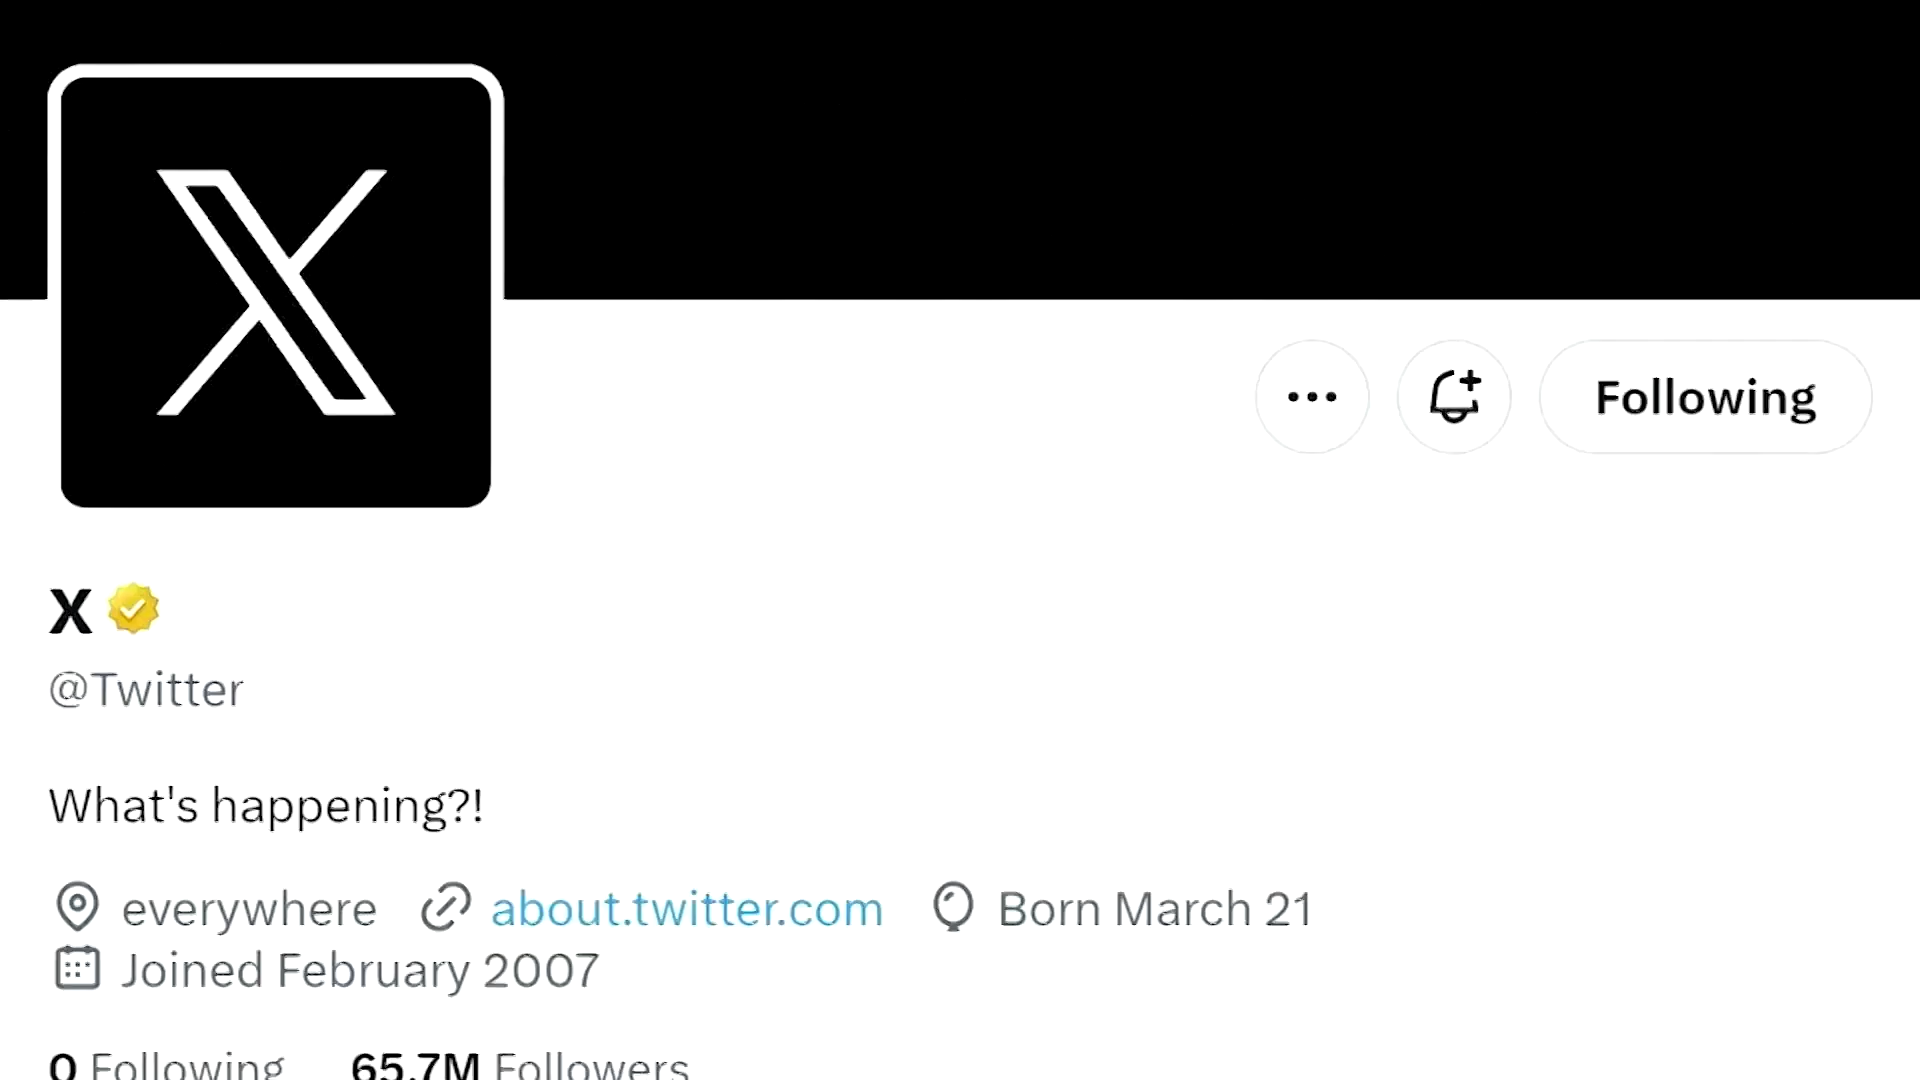 X
Following
X
@Twitter
What's happening?!
everywhere about.twitter.com Born March 21
Joined February 2007
0 Following 65.7M Followers